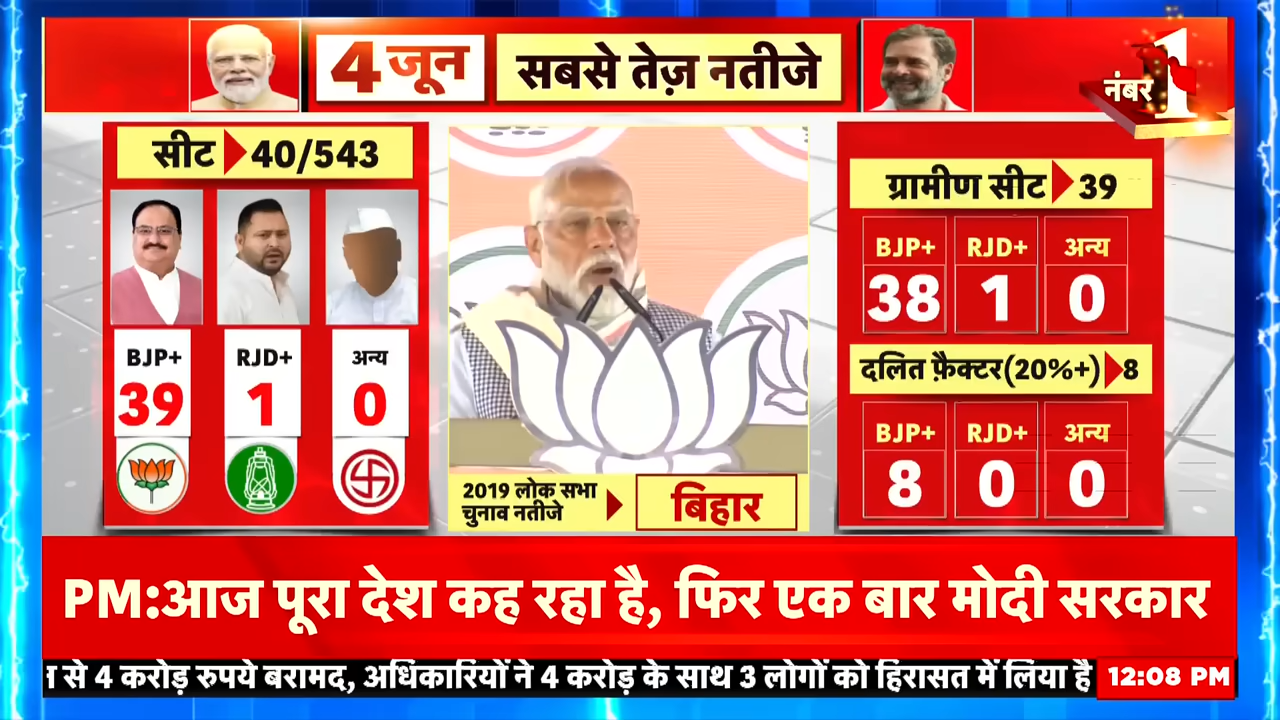 4 जून
सबसे तेज़ नतीजे
नंबर 1
सीट 40/543
BJP+ RJD+ अन्य
39 1 0
2019 लोक सभा
चुनाव नतीजे
बिहार
ग्रामीण सीट 39
BJP+ RJD+ अन्य
38 1 0
दलित फ़ैक्टर(20%+) 8
BJP+ RJD+ अन्य
8 0 0
PM:आज पूरा देश कह रहा है, फिर एक बार मोदी सरकार
से 4 करोड़ रुपये बरामद, अधिकारियों ने 4 करोड़ के साथ 3 लोगों को हिरासत में लिया है
12:08 PM